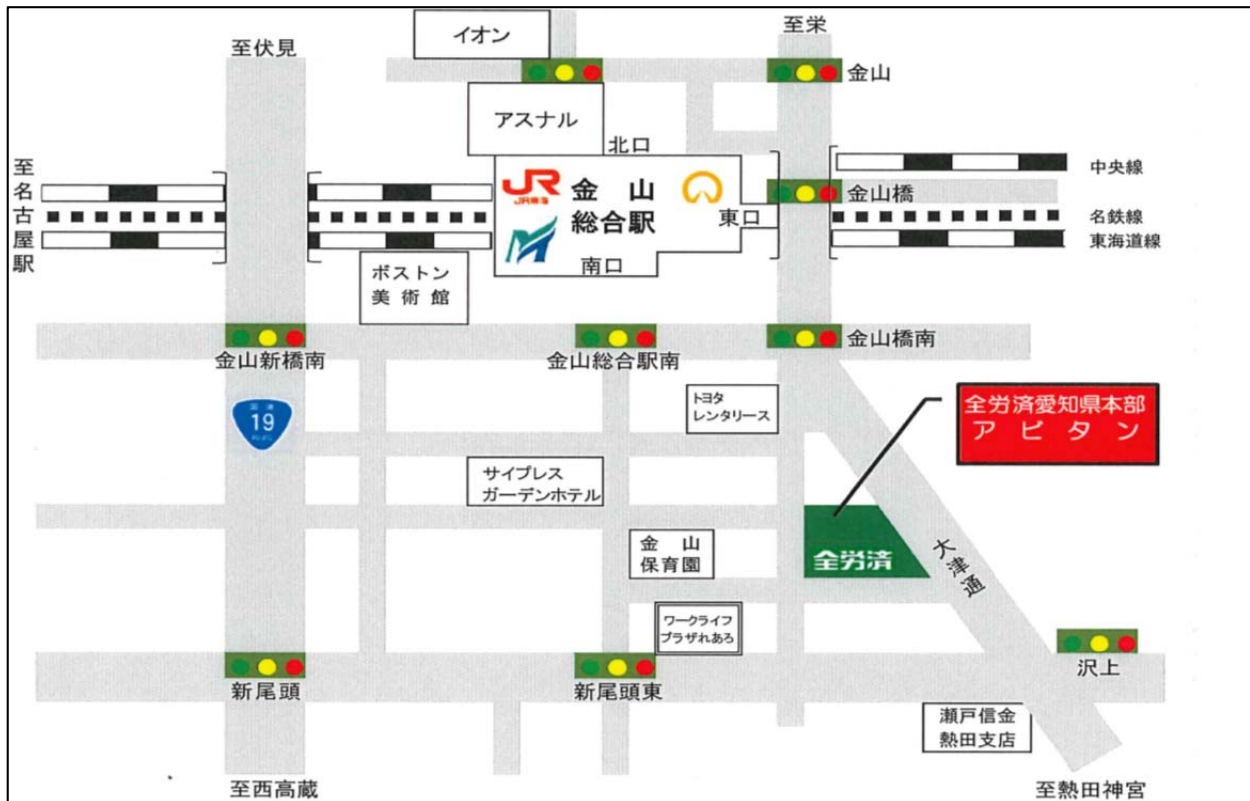 イオン
至栄
至伏見
金山
アスナル
北口
至名古屋駅
中央線
JR
JR東海
金山
総合駅
金山橋
東口
名鉄線
東海道線
南口
ボストン
美術館
金山新橋南
金山総合駅南
金山橋南
トヨタ
レンタリース
全労済愛知県本部
アビタン
19
サイプレス
ガーデンホテル
金山
保育園
全労済
大津通
ワークライフ
プラザれあろ
新尾頭
新尾頭東
沢上
瀬戸信金
熱田支店
至西高蔵
至熱田神宮